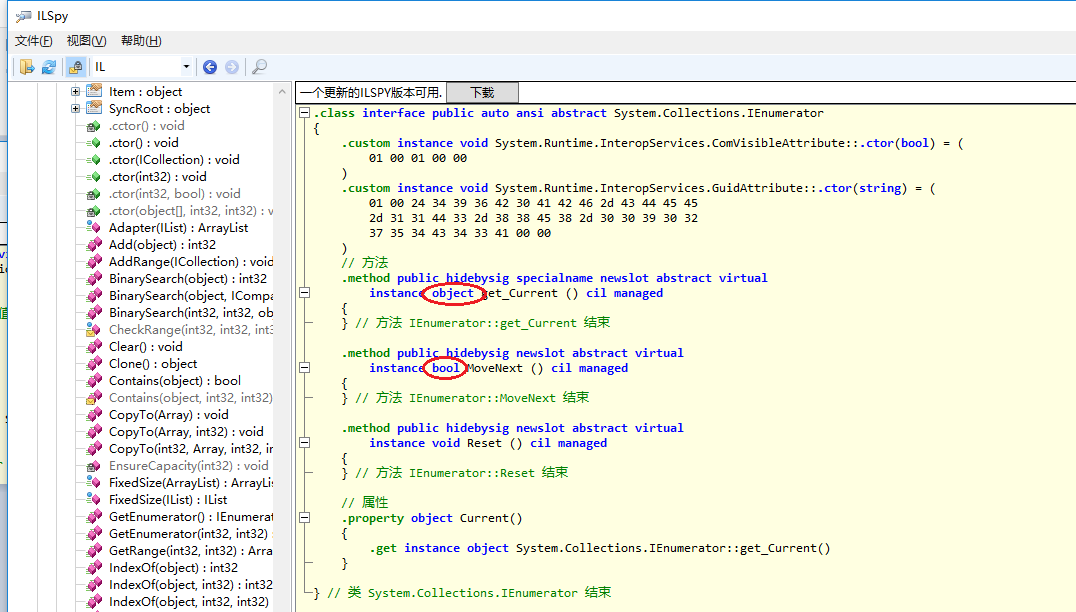 ILSpy
文件(F) 视图(V) 帮助(H)
IL
Item : object
SyncRoot : object
.cctor() : void
.ctor() : void
.ctor(ICollection) : void
.ctor(int32) : void
.ctor(int32, bool) : void
.ctor(object[], int32, int32) : v
Adapter(IList) : ArrayList
Add(object) : int32
AddRange(ICollection) : void
BinarySearch(object) : int32
BinarySearch(object, ICompa
BinarySearch(int32, int32, ob
CheckRange(int32, int32, int3
Clear() : void
Clone() : object
Contains(object) : bool
Contains(object, int32, int32)
CopyTo(Array) : void
CopyTo(Array, int32) : void
CopyTo(int32, Array, int32, in
EnsureCapacity(int32) : void
FixedSize(ArrayList) : ArrayLis
FixedSize(IList) : IList
GetEnumerator() : IEnumerat
GetEnumerator(int32, int32) :
GetRange(int32, int32) : Arra
IndexOf(object) : int32
IndexOf(object, int32) : int32
IndexOf(object, int32, int32)
一个更新的ILSPY版本可用. 下载
.class interface public auto ansi abstract System.Collections.IEnumerator
{
.custom instance void System.Runtime.InteropServices.ComVisibleAttribute::.ctor(bool) = (
01 00 01 00 00
)
.custom instance void System.Runtime.InteropServices.GuidAttribute::.ctor(string) = (
01 00 24 34 39 36 42 30 41 42 46 2d 43 44 45 45
2d 31 31 44 33 2d 38 38 45 38 2d 30 30 39 30 32
37 35 34 43 34 33 41 00 00
)
// 方法
.method public hidebysig specialname newslot abstract virtual
instance object get_Current () cil managed
{
} // 方法 IEnumerator::get_Current 结束
.method public hidebysig newslot abstract virtual
instance bool MoveNext () cil managed
{
} // 方法 IEnumerator::MoveNext 结束
.method public hidebysig newslot abstract virtual
instance void Reset () cil managed
{
} // 方法 IEnumerator::Reset 结束
// 属性
.property object Current()
{
.get instance object System.Collections.IEnumerator::get_Current()
}
} // 类 System.Collections.IEnumerator 结束